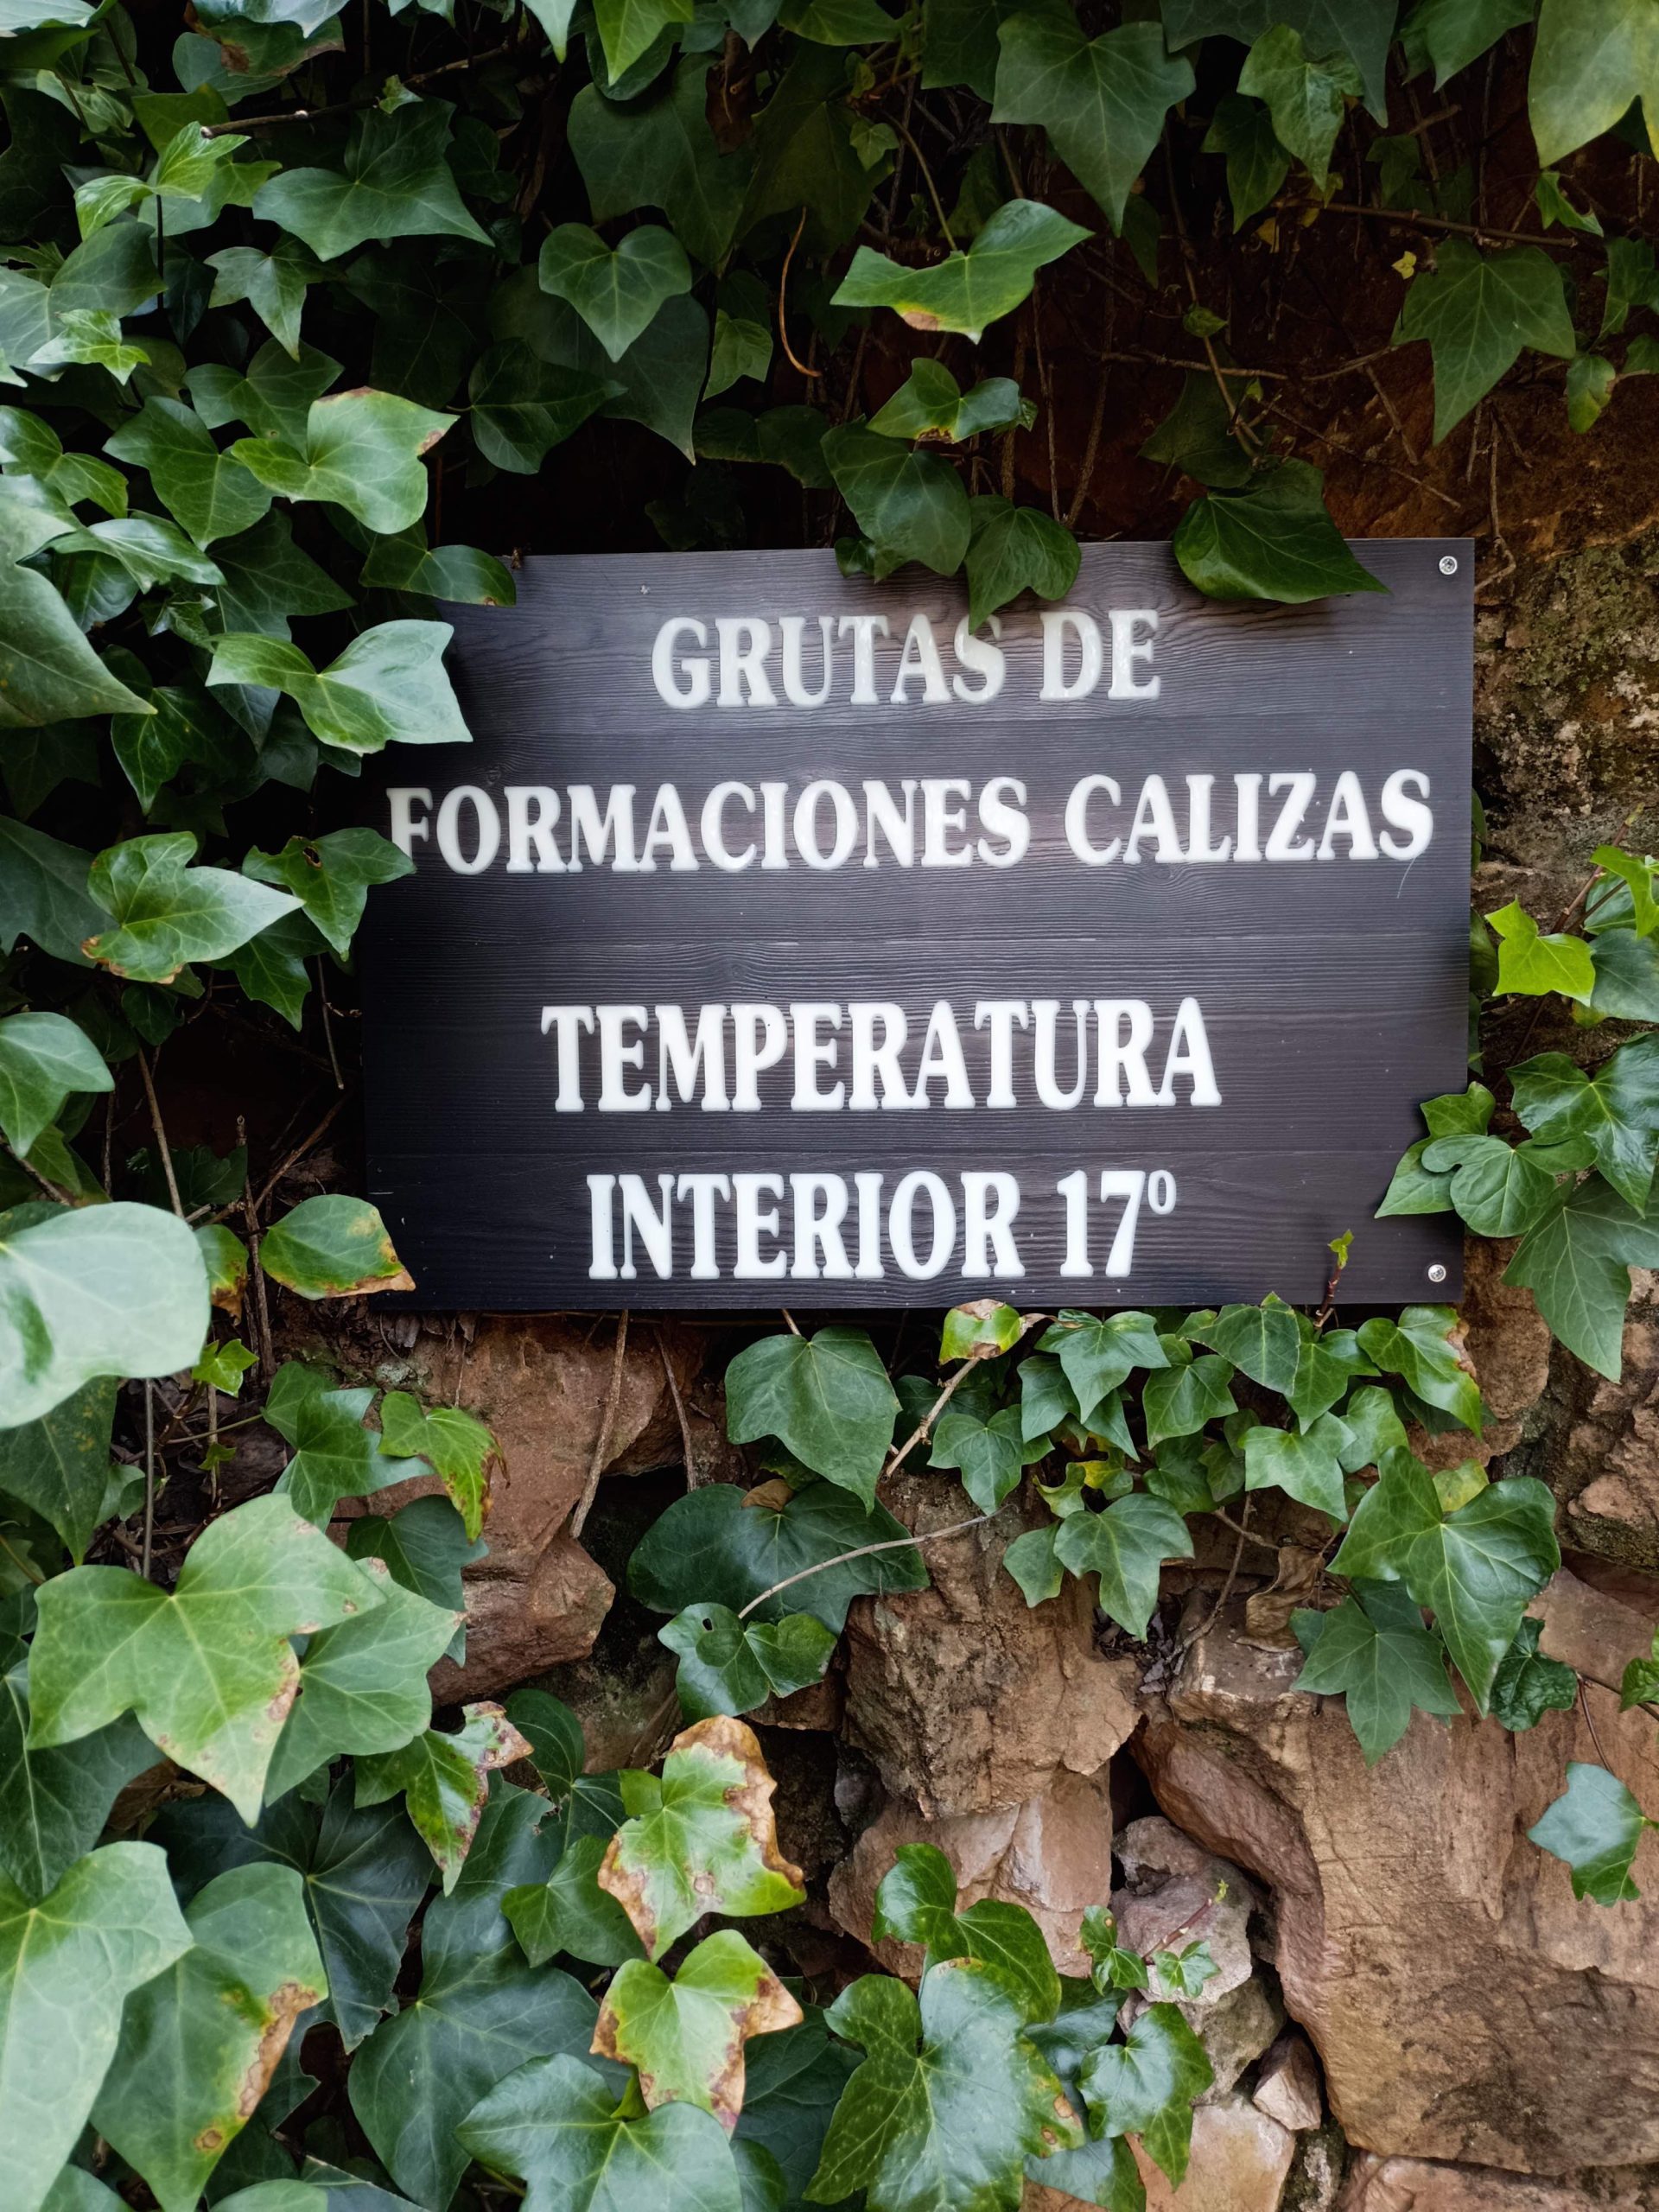 GRUTAS DE
FORMACIONES CALIZAS
TEMPERATURA
INTERIOR 17º